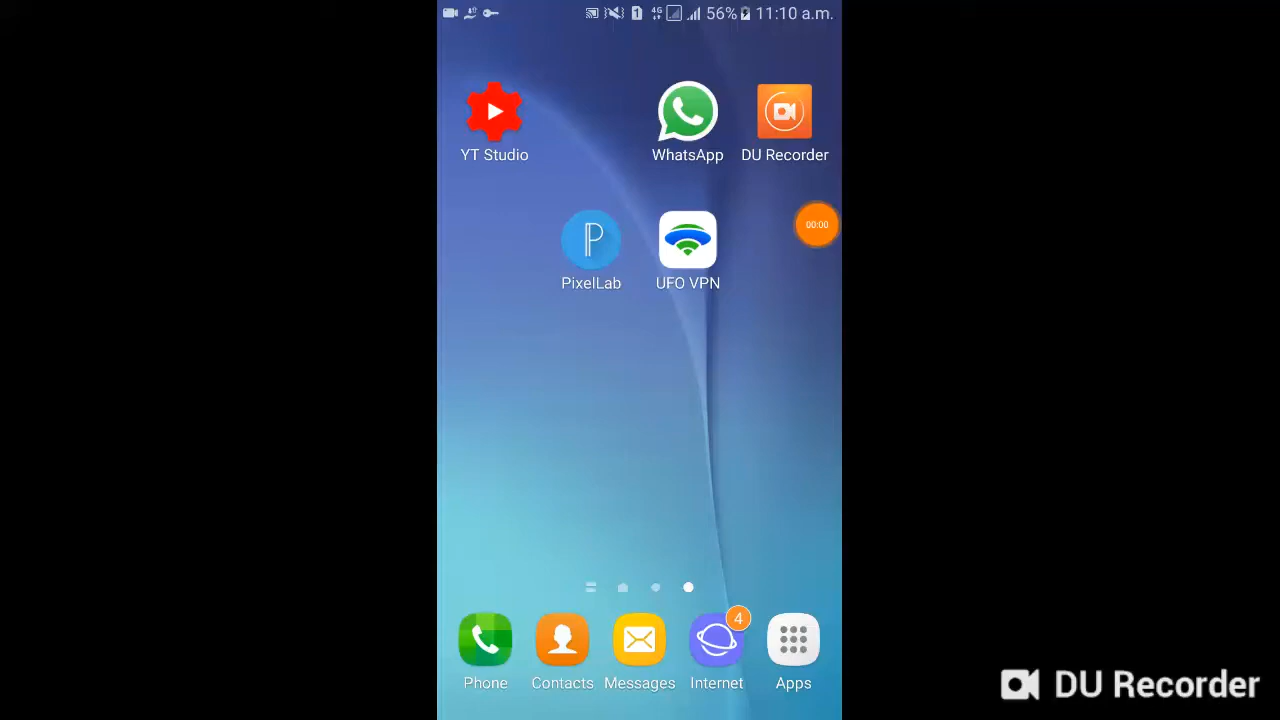 4G 56% 11:10 a.m.
YT Studio WhatsApp DU Recorder
00:00
P
PixelLab UFO VPN
4
Phone Contacts Messages Internet Apps
DU Recorder